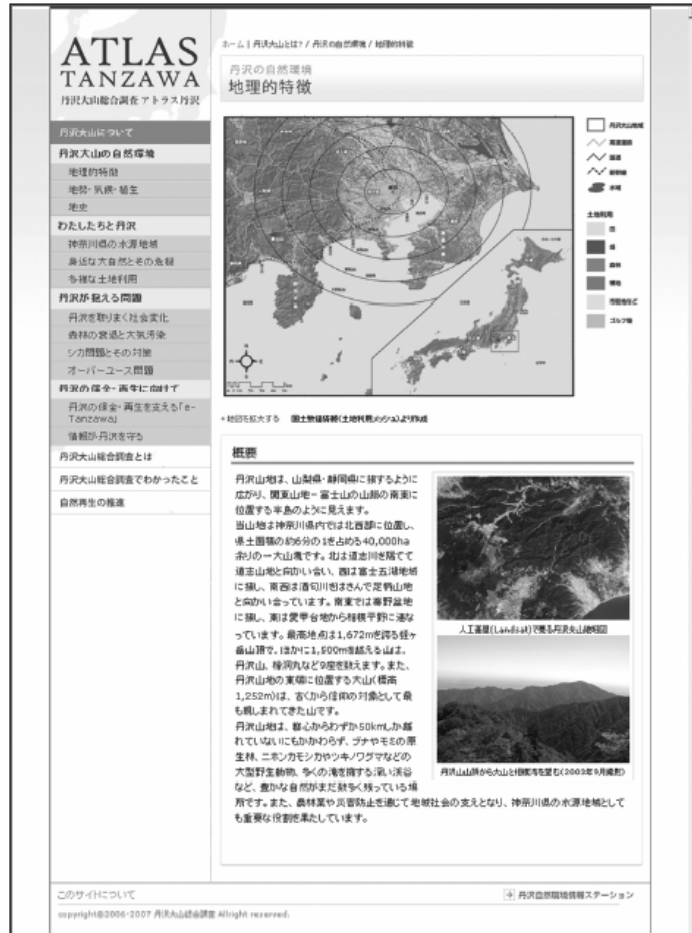 ATLAS
TANZAWA
丹沢大山総合調査 アトラス丹沢
丹沢大山について
丹沢大山の自然環境
地理的特徴
地勢・気候・植生
地史
わたしたちと丹沢
神奈川県の水源地域
身近な大自然とその危機
多様な土地利用
丹沢が抱える問題
丹沢を取りまく社会変化
森林の衰退と大気汚染
シカ問題とその対策
オーバーユース問題
丹沢の保全・再生に向けて
丹沢の保全・再生を支える「e-
Tanzawa」
情報が丹沢を守る
丹沢大山総合調査とは
丹沢大山総合調査でわかったこと
自然再生の推進
ホーム | 丹沢大山とは? / 丹沢の自然環境 / 地理的特徴
丹沢の自然環境
地理的特徴
丹沢大山地域
高速道路
国道
新幹線
水域
土地利用
田
畑
森林
市街地など
ゴルフ場
+地図を拡大する 国土数値情報(土地利用メッシュ)より作成
概要
丹沢山地は、山梨県・静岡県に接するように
広がり、関東山地-富士山の山脈の南東に
位置する半島のように見えます。
当山地は神奈川県内では北西部に位置し、
県土面積の約6分の1を占める40,000ha
余りの一大山塊です。北は道志川を隔てて
道志山地と向かい合い、西は富士五湖地域
に接し、南西は酒匂川をはさんで足柄山地
と向かい合っています。南東では秦野盆地
に接し、東は愛甲台地から相模平野に連な
っています。最高地点は1,672mを誇る蛭ヶ
岳山頂で、ほかに1,500mを越える山は、
丹沢山、檜洞丸など9座を数えます。また、
丹沢山地の東端に位置する大山(標高
1,252m)は、古くから信仰の対象として最
も親しまれてきた山です。
丹沢山地は、都心からわずか50kmしか離
れていないにもかかわらず、ブナやモミの原
生林、ニホンカモシカやツキノワグマなどの
大型野生動物、多くの滝を擁する深い渓谷
など、豊かな自然がまだ数多く残っている場
所です。また、農林業や災害防止を通じて地域社会の支えとなり、神奈川県の水源地域として
も重要な役割を果たしています。
人工衛星(Landsat)で見る丹沢大山地域図
丹沢山山頂から大山と相模湾を望む(2003年9月撮影)
このサイトについて
丹沢自然環境情報ステーション
copyright©2006-2007 丹沢大山総合調査 Allright reserved.